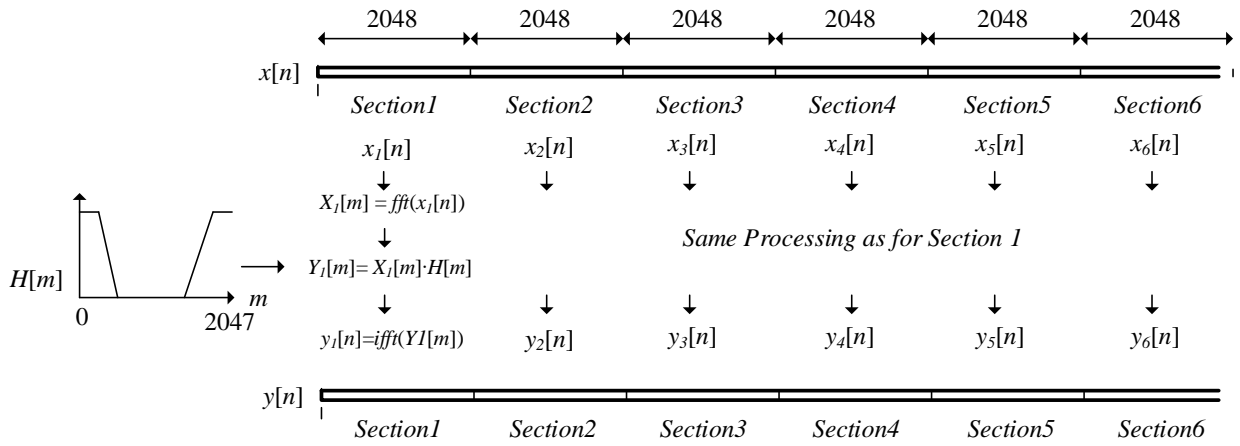 2048 2048 2048 2048 2048 2048
x[n]
Section1 Section2 Section3 Section4 Section5 Section6
x₁[n] x₂[n] x₃[n] x₄[n] x₅[n] x₆[n]
X₁[m] = fft(x₁[n])
Same Processing as for Section 1
Y₁[m]= X₁[m]·H[m]
H[m]
m
0
2047
y₁[n]=ifft(Y1[m]) y₂[n] y₃[n] y₄[n] y₅[n] y₆[n]
y[n]
Section1 Section2 Section3 Section4 Section5 Section6